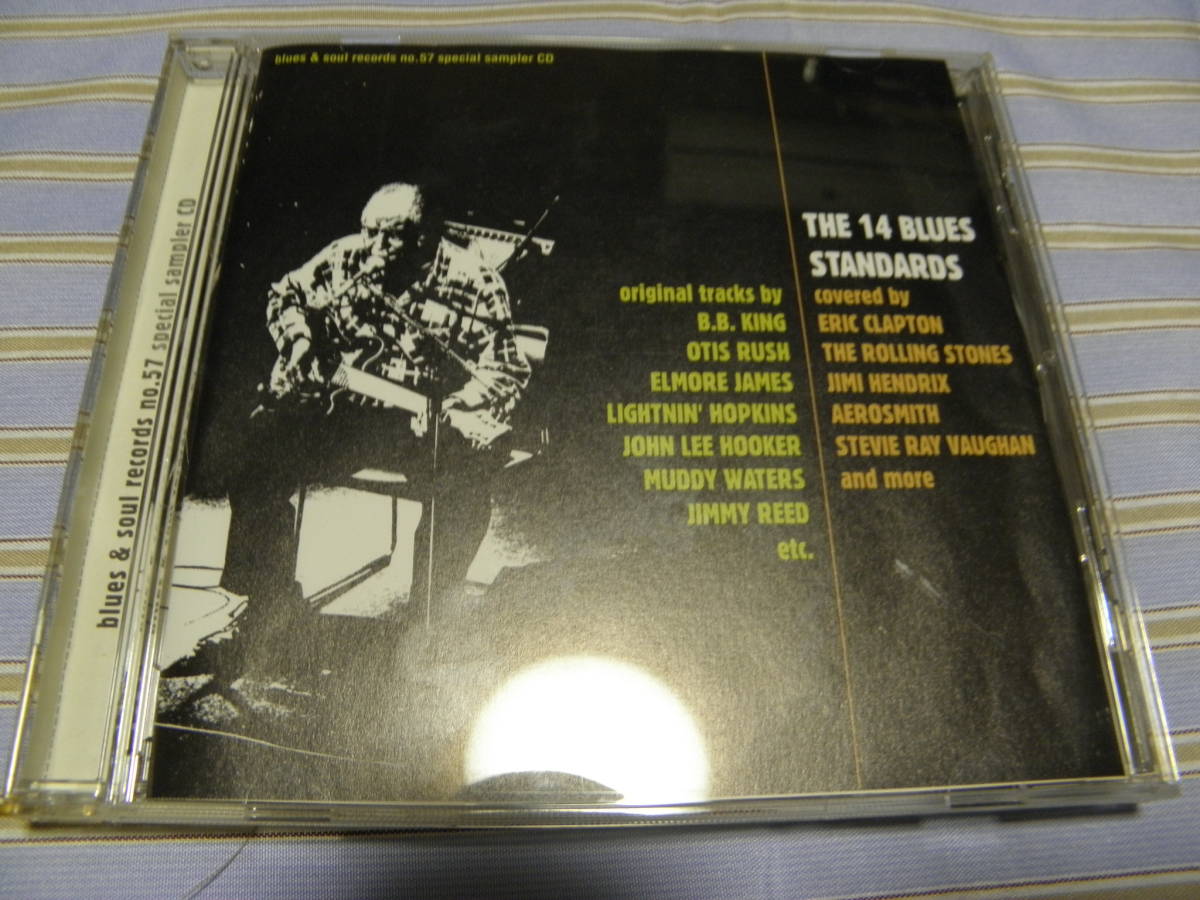 blues & soul records no.57 special sampler CD
blues & soul records no.57 special sampler CD
THE 14 BLUES
STANDARDS
original tracks by
B.B. KING
OTIS RUSH
ELMORE JAMES
LIGHTNIN' HOPKINS
JOHN LEE HOOKER
MUDDY WATERS
JIMMY REED
etc.
covered by
ERIC CLAPTON
THE ROLLING STONES
JIMI HENDRIX
AEROSMITH
STEVIE RAY VAUGHAN
and more